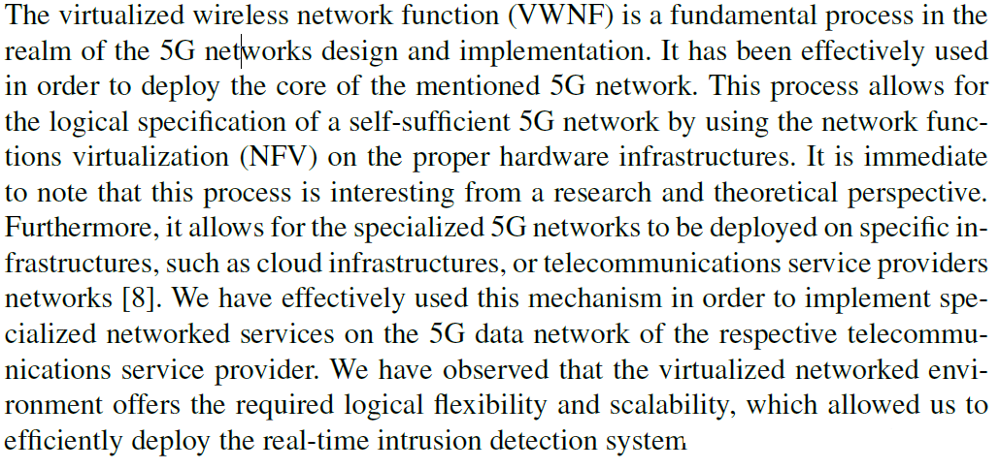 The virtualized wireless network function (VWNF) is a fundamental process in the
realm of the 5G networks design and implementation. It has been effectively used
in order to deploy the core of the mentioned 5G network. This process allows for
the logical specification of a self-sufficient 5G network by using the network func-
tions virtualization (NFV) on the proper hardware infrastructures. It is immediate
to note that this process is interesting from a research and theoretical perspective.
Furthermore, it allows for the specialized 5G networks to be deployed on specific in-
frastructures, such as cloud infrastructures, or telecommunications service providers
networks [8]. We have effectively used this mechanism in order to implement spe-
cialized networked services on the 5G data network of the respective telecommu-
nications service provider. We have observed that the virtualized networked envi-
ronment offers the required logical flexibility and scalability, which allowed us to
efficiently deploy the real-time intrusion detection system.